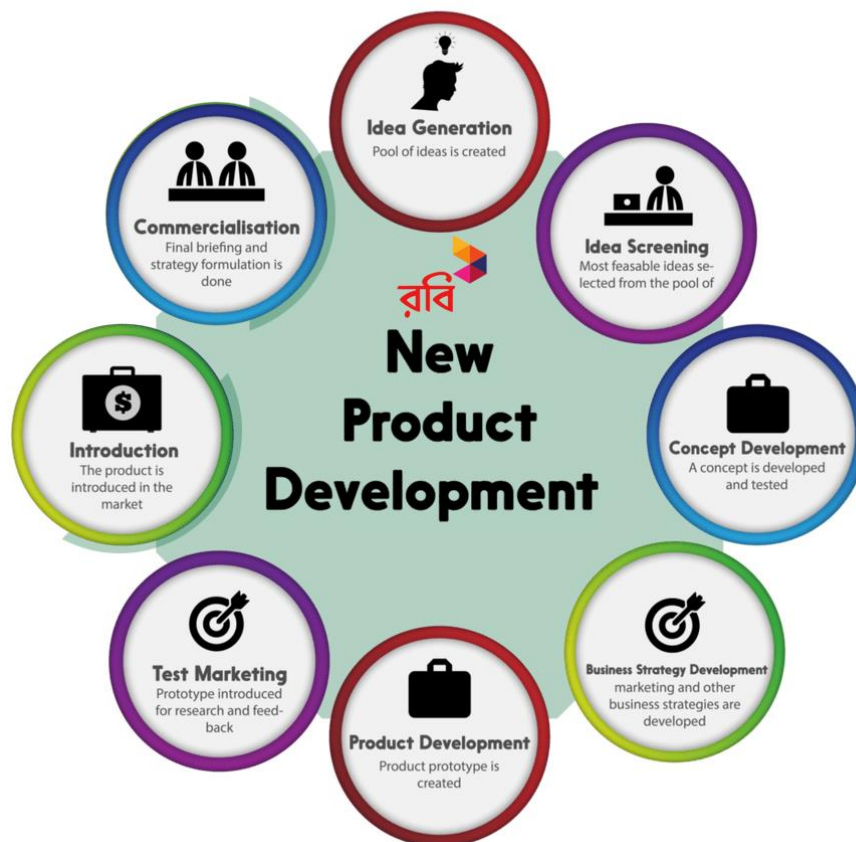 Idea Generation
Pool of ideas is created
Idea Screening
Most feasable ideas se-
lected from the pool of
Concept Development
A concept is developed
and tested
Business Strategy Development
marketing and other
business strategies are
developed
Product Development
Product prototype is
created
Test Marketing
Prototype introduced
for research and feed-
back
Introduction
The product is
introduced in the
market
$
Commercialisation
Final briefing and
strategy formulation is
done
রবি
New
Product
Development